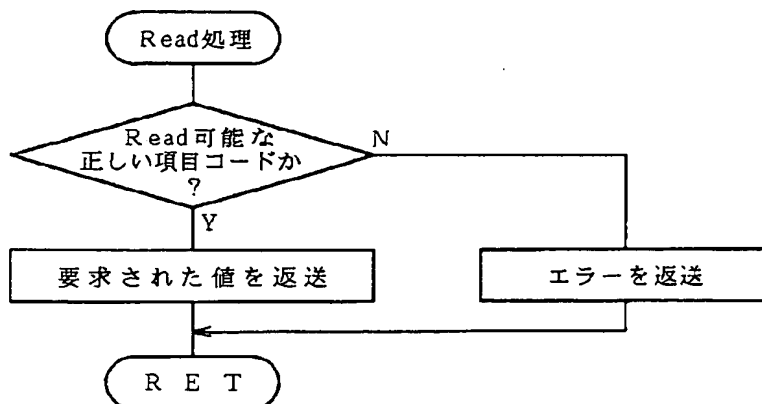 Read処理
Read可能な
N
正しい項目コードか
?
Y
要求された値を返送
エラーを返送
RET